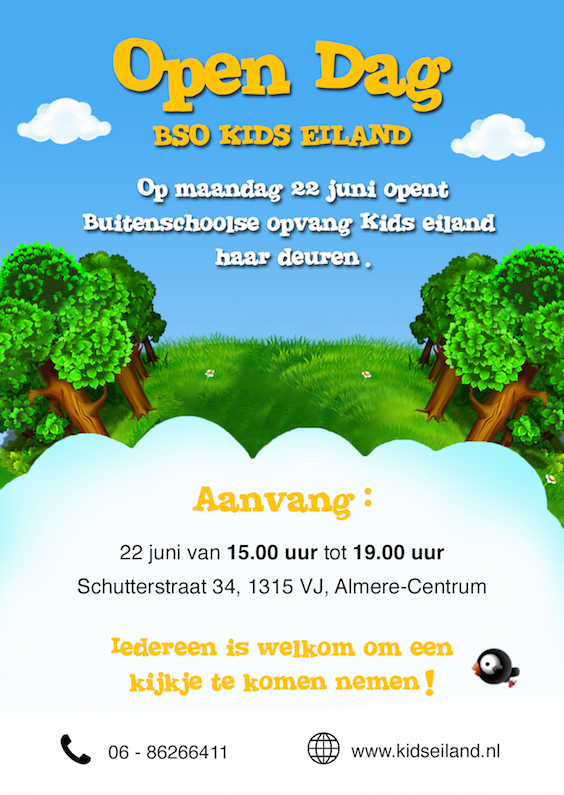 Open Dag
BSO KIDS EILAND
Op maandag 22 juni opent
Buitenschoolse opvang Kids eiland
haar deuren.
Aanvang:
22 juni van 15.00 uur tot 19.00 uur
Schutterstraat 34, 1315 VJ, Almere-Centrum
Iedereen is welkom om een
kijkje te komen nemen!
06 - 86266411
www.kidseiland.nl